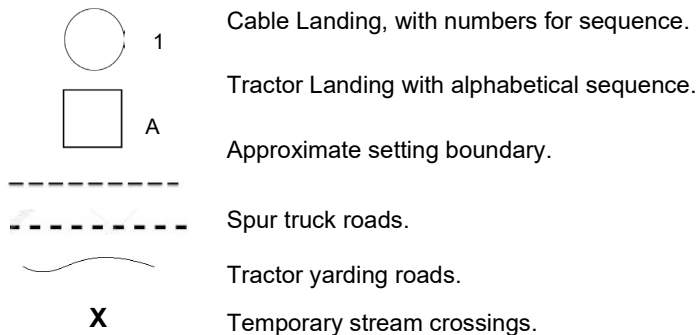 Cable Landing, with numbers for sequence.
1
Tractor Landing with alphabetical sequence.
A
Approximate setting boundary.
Spur truck roads.
Tractor yarding roads.
X
Temporary stream crossings.